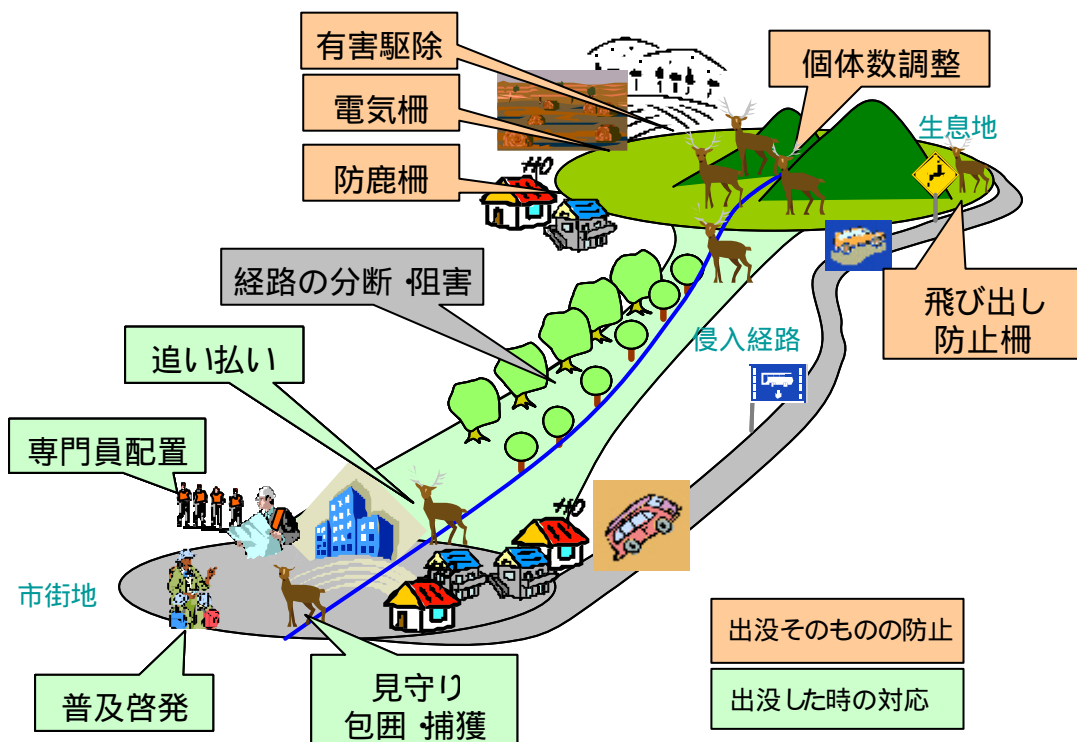 有害駆除
個体数調整
電気柵
生息地
防鹿柵
経路の分断・阻害
飛び出し
防止柵
追い払い
侵入経路
専門員配置
市街地
出没そのものの防止
普及啓発
見守り
包囲・捕獲
出没した時の対応